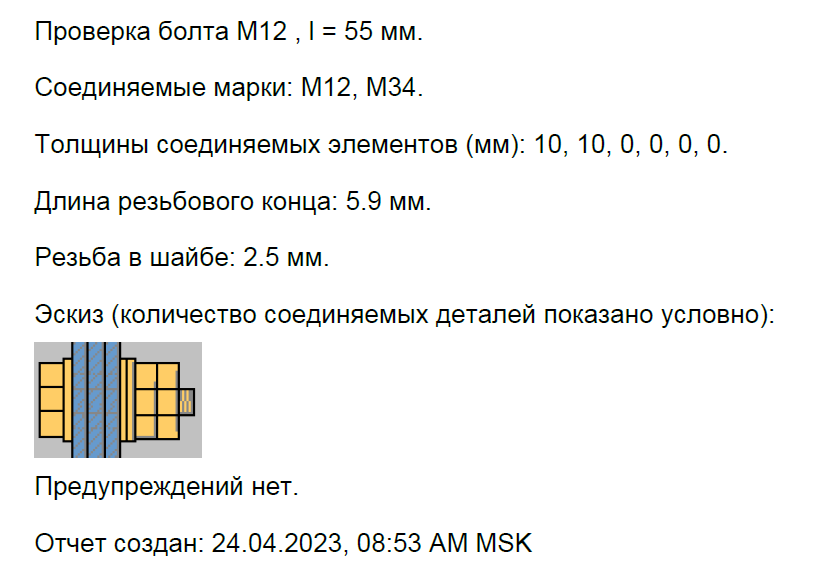 Проверка болта М12 , l = 55 мм.
Соединяемые марки: М12, М34.
Толщины соединяемых элементов (мм): 10, 10, 0, 0, 0, 0.
Длина резьбового конца: 5.9 мм.
Резьба в шайбе: 2.5 мм.
Эскиз (количество соединяемых деталей показано условно):
Предупреждений нет.
Отчет создан: 24.04.2023, 08:53 AM MSK